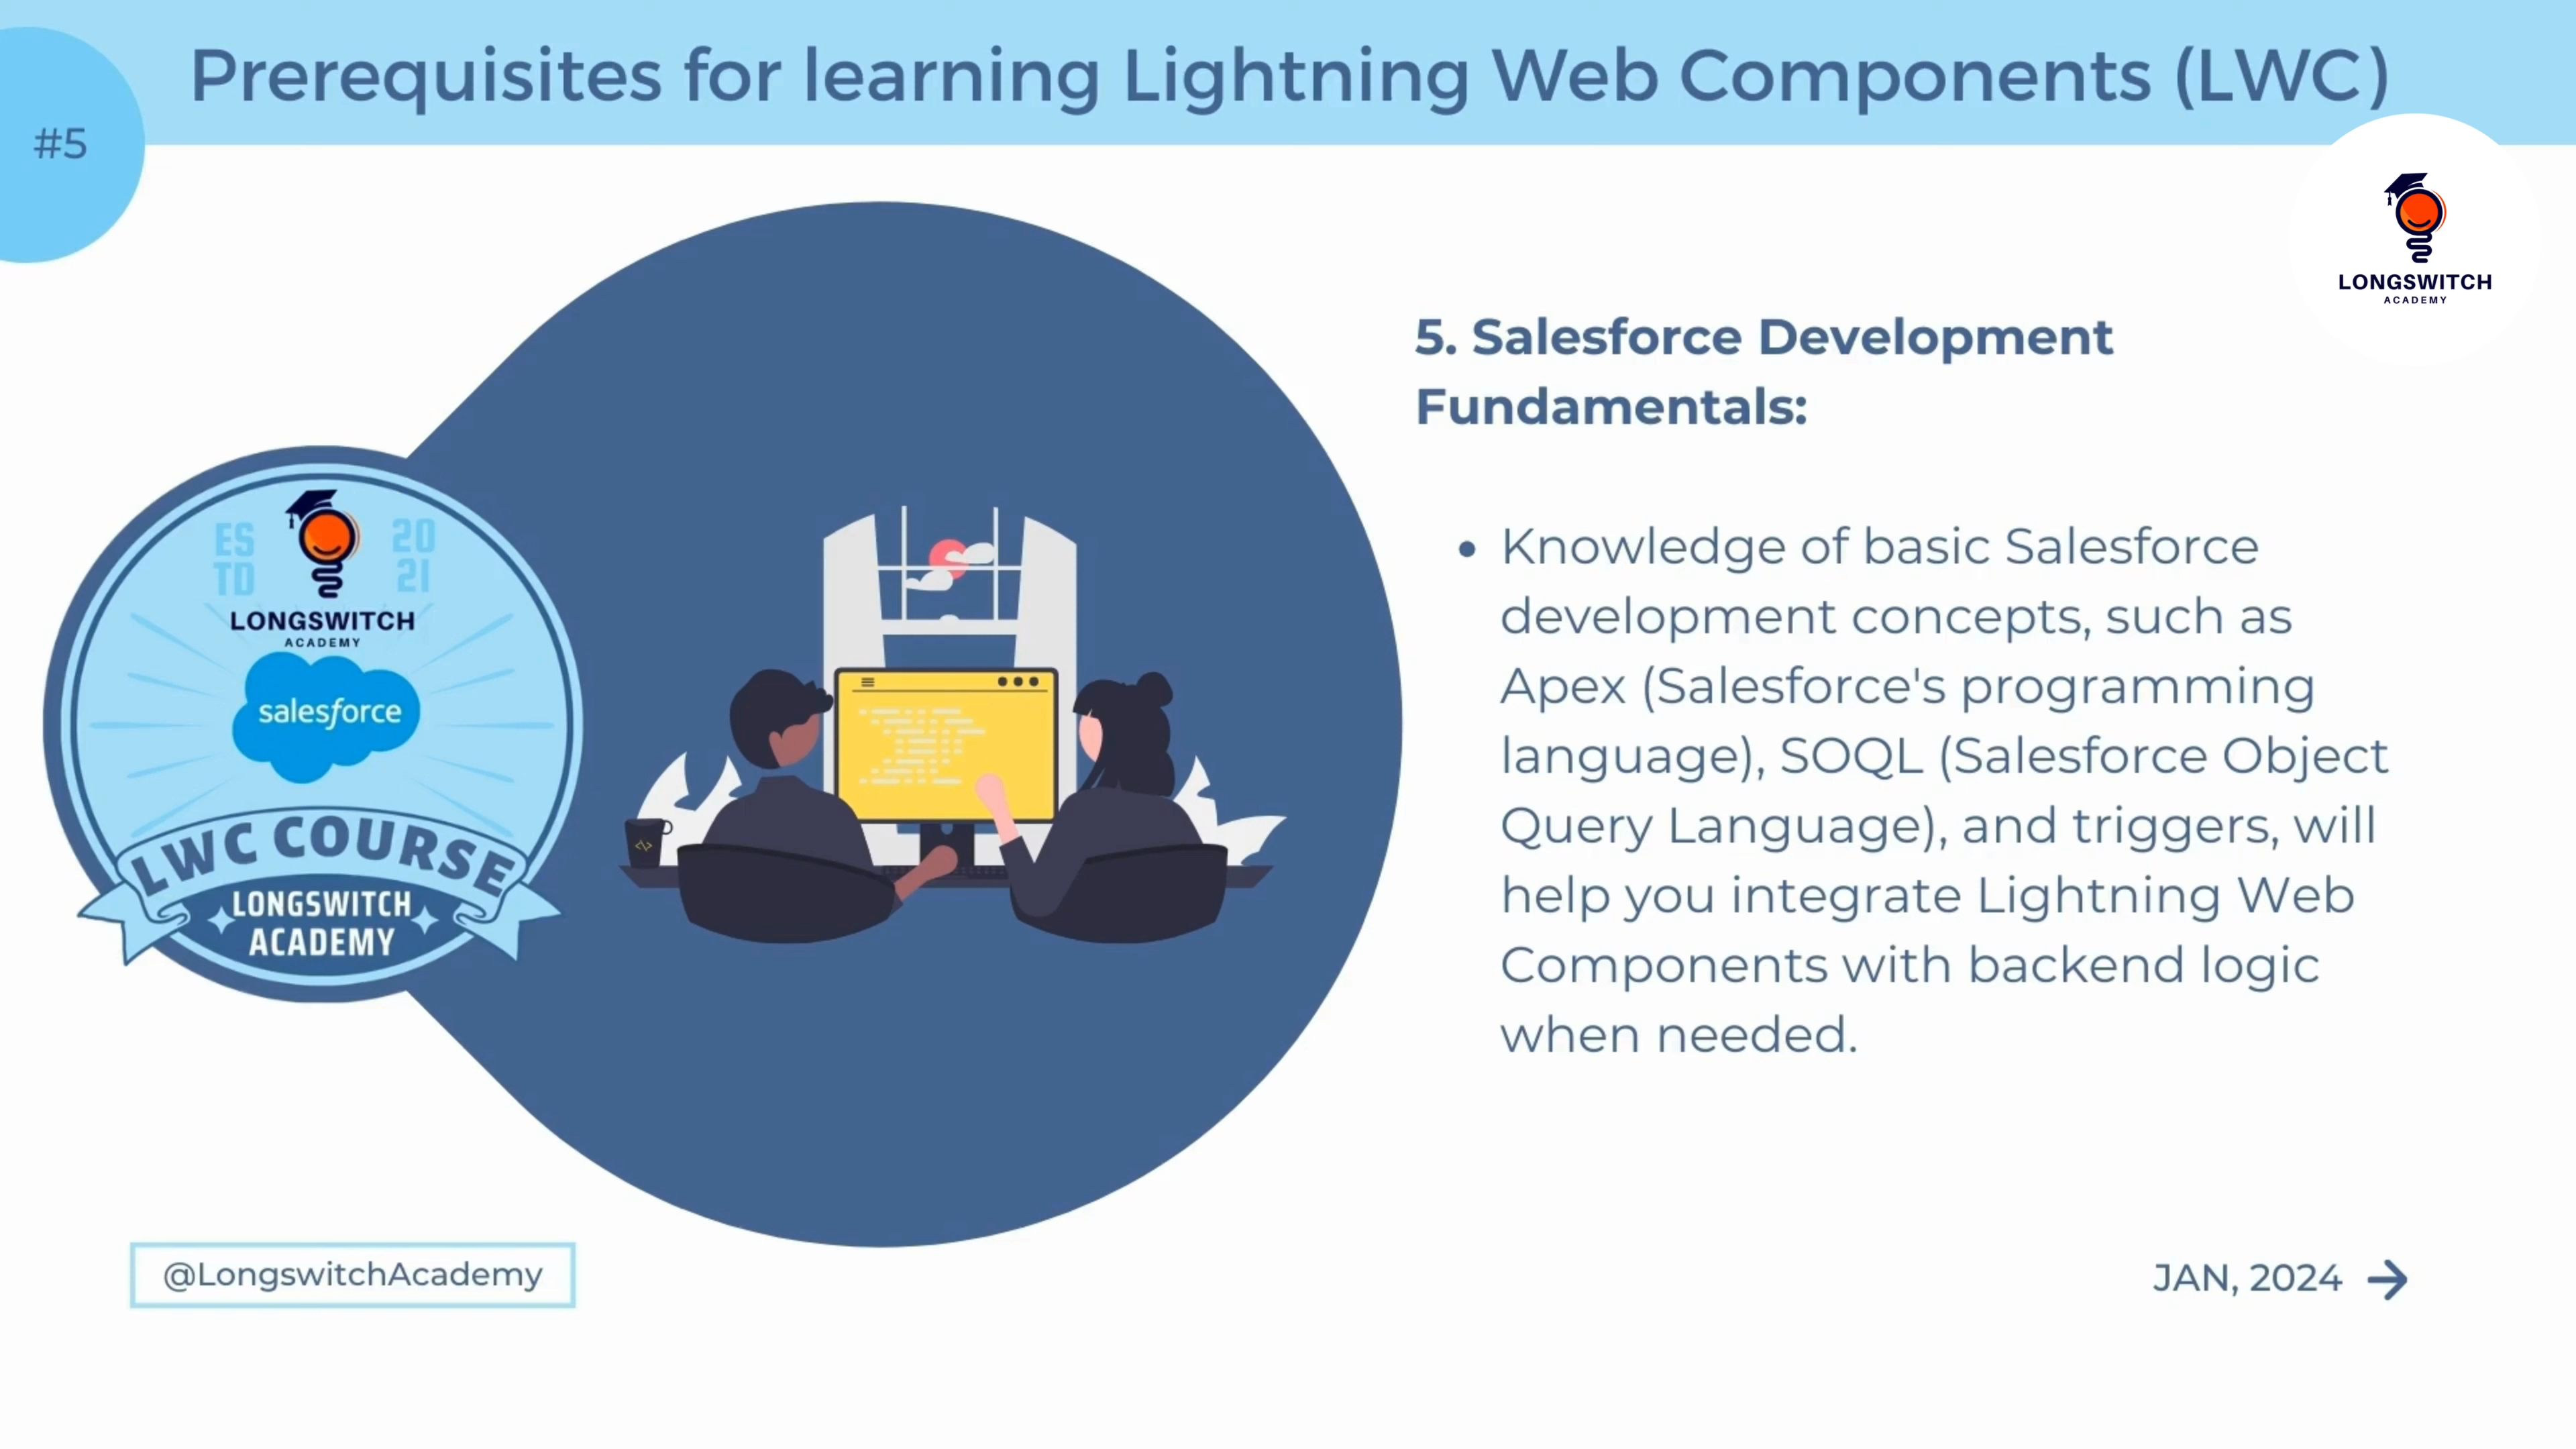 Prerequisites for learning Lightning Web Components (LWC)
#5
LONGSWITCH
ACADEMY
5. Salesforce Development
Fundamentals:
• Knowledge of basic Salesforce
development concepts, such as
Apex (Salesforce's programming
language), SOQL (Salesforce Object
Query Language), and triggers, will
help you integrate Lightning Web
Components with backend logic
when needed.
ES 20
TD 21
LONGSWITCH
ACADEMY
salesforce
LWC COURSE
LONGSWITCH
ACADEMY
</>
@LongswitchAcademy
JAN, 2024